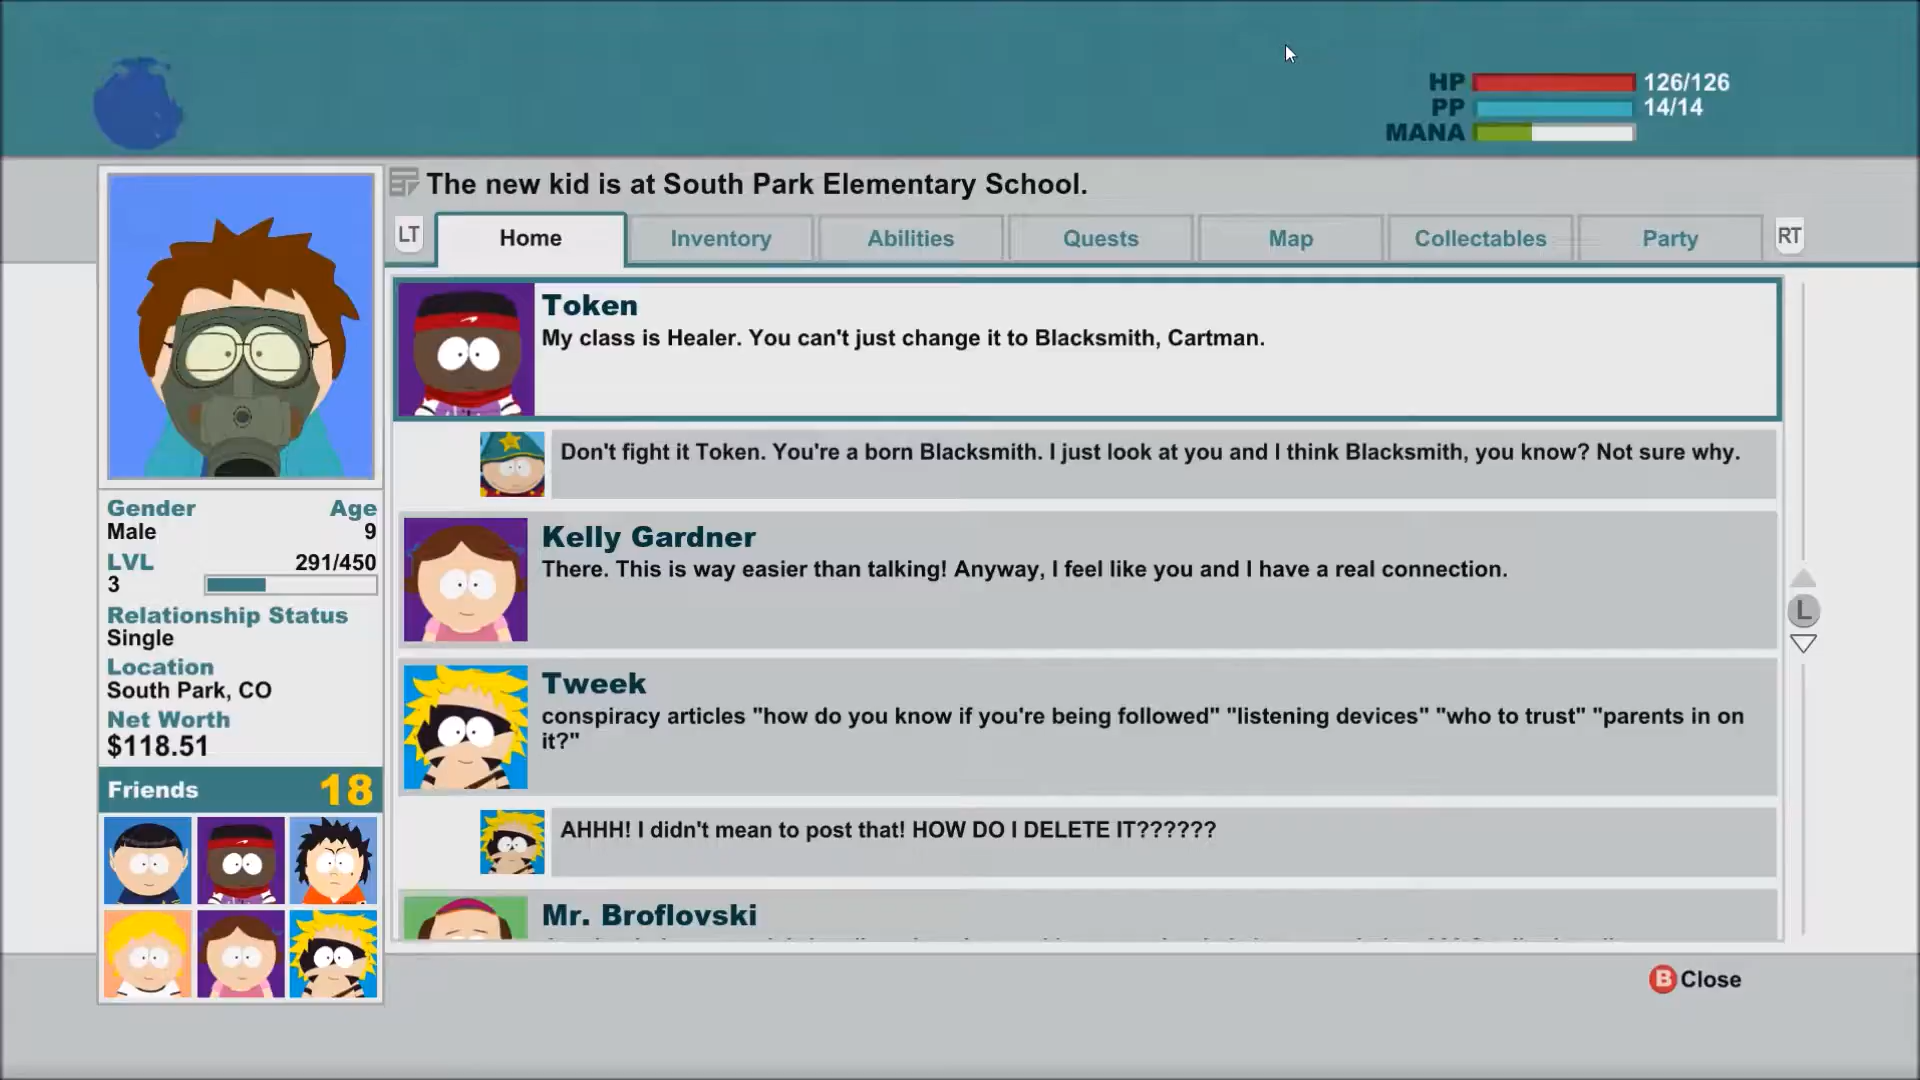 HP 126/126
PP 14/14
MANA
The new kid is at South Park Elementary School.
LT Home Inventory Abilities Quests Map Collectables Party RT
Gender Age
Male 9
LVL 291/450
3
Relationship Status
Single
Location
South Park, CO
Net Worth
$118.51
Friends 18
Token
My class is Healer. You can't just change it to Blacksmith, Cartman.
Don't fight it Token. You're a born Blacksmith. I just look at you and I think Blacksmith, you know? Not sure why.
Kelly Gardner
There. This is way easier than talking! Anyway, I feel like you and I have a real connection.
Tweek
conspiracy articles "how do you know if you're being followed" "listening devices" "who to trust" "parents in on
it?"
AHHH! I didn't mean to post that! HOW DO I DELETE IT??????
Mr. Broflovski
L
B Close